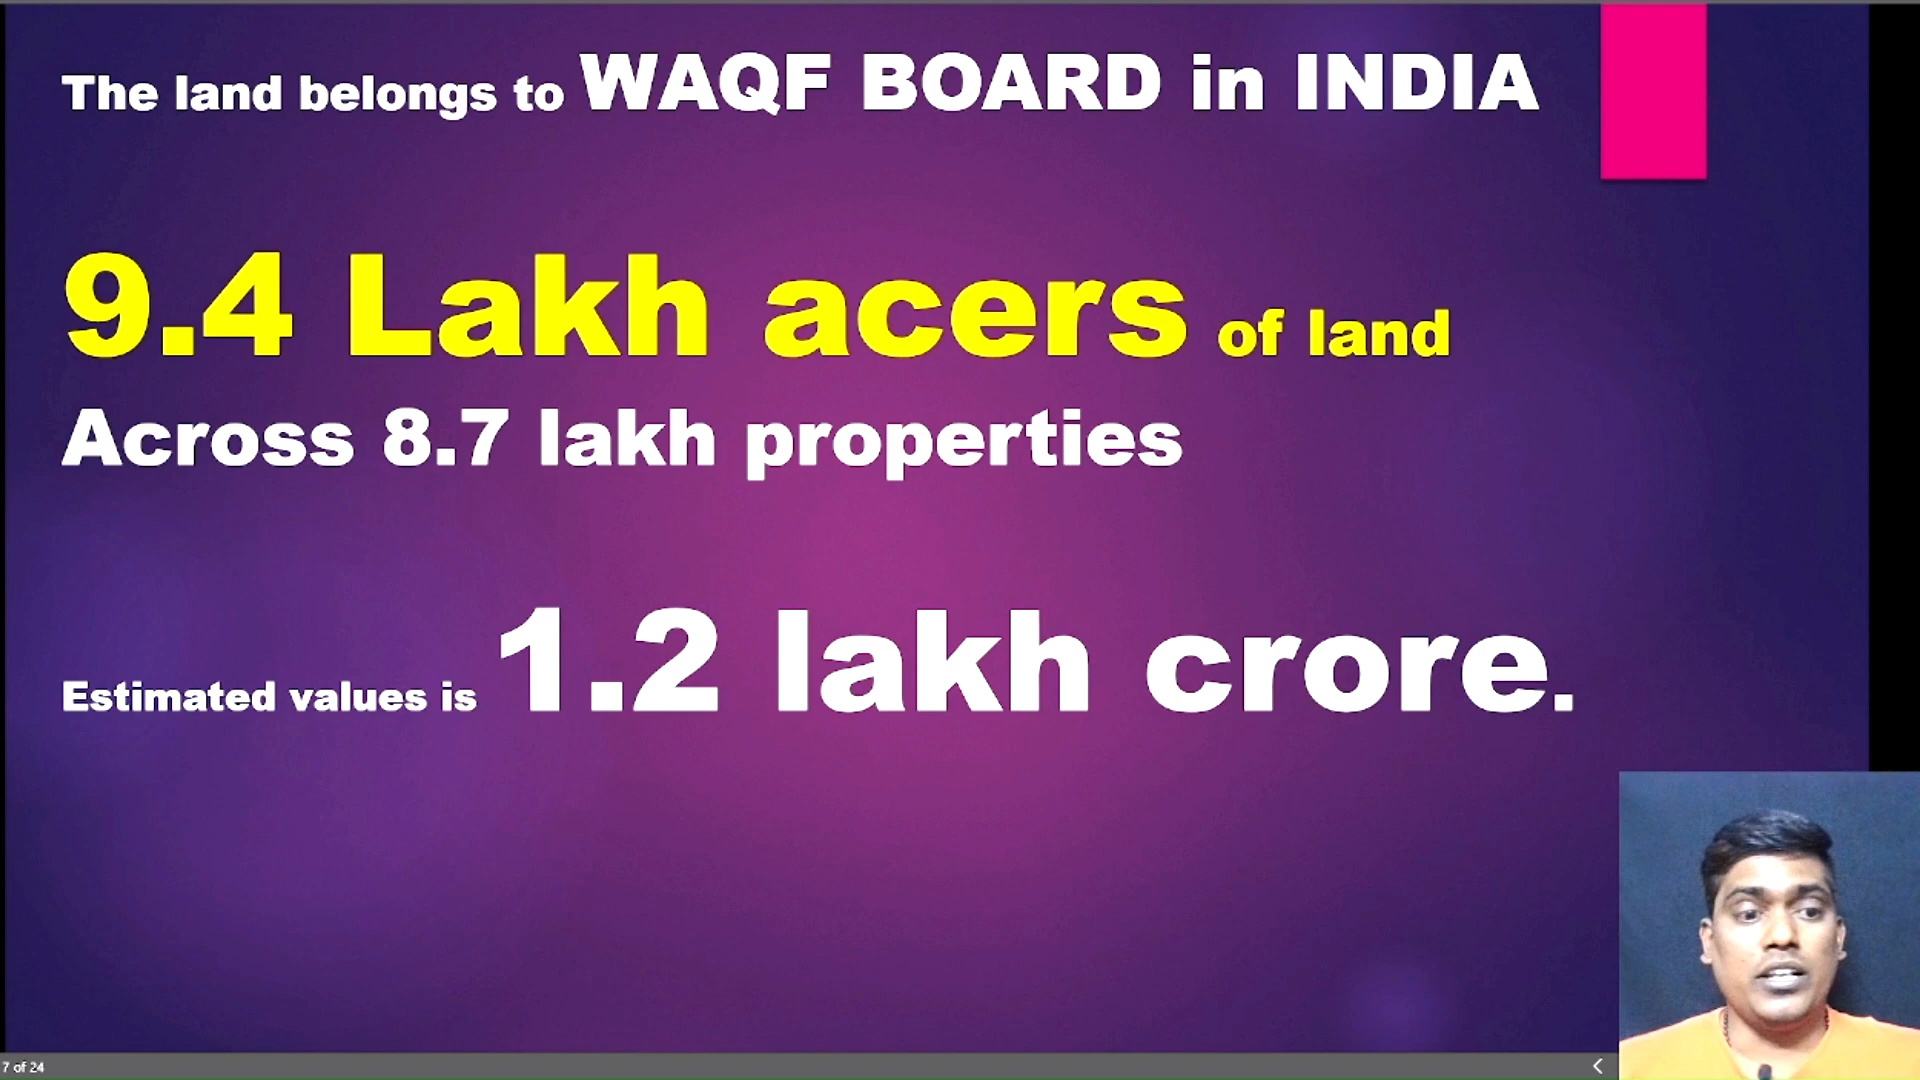 The land belongs to WAQF BOARD in INDIA
9.4 Lakh acers of land
Across 8.7 lakh properties
Estimated values is 1.2 lakh crore.
7 of 24